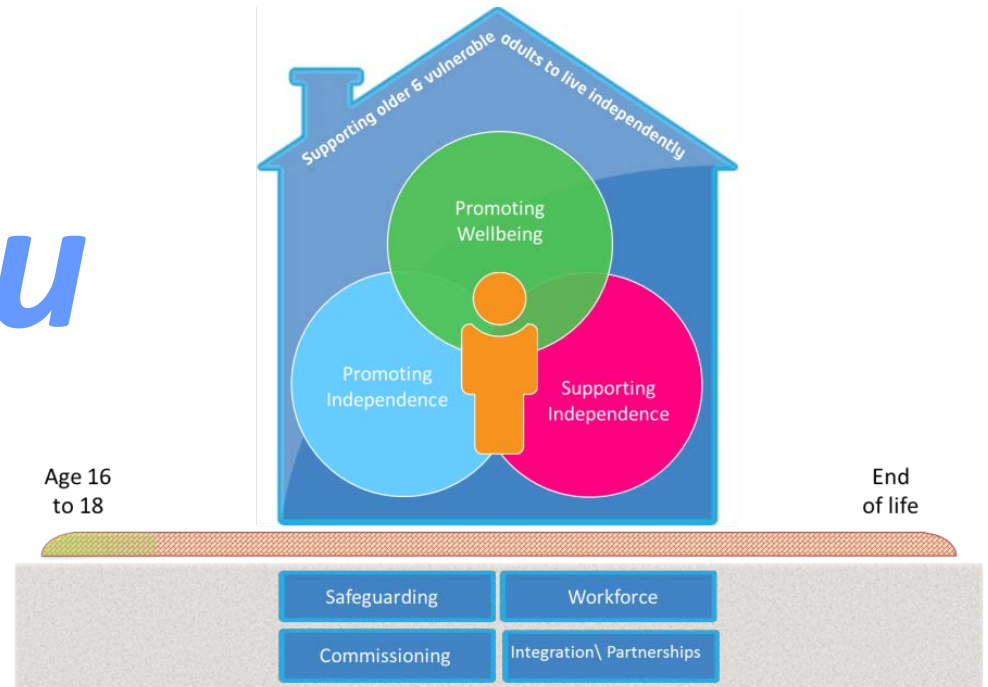 Supporting older & vulnerable adults to live independently
u
Promoting
Wellbeing
Promoting
Independence
Supporting
Independence
Age 16
to 18
End
of life
Safeguarding
Workforce
Commissioning
Integration\ Partnerships